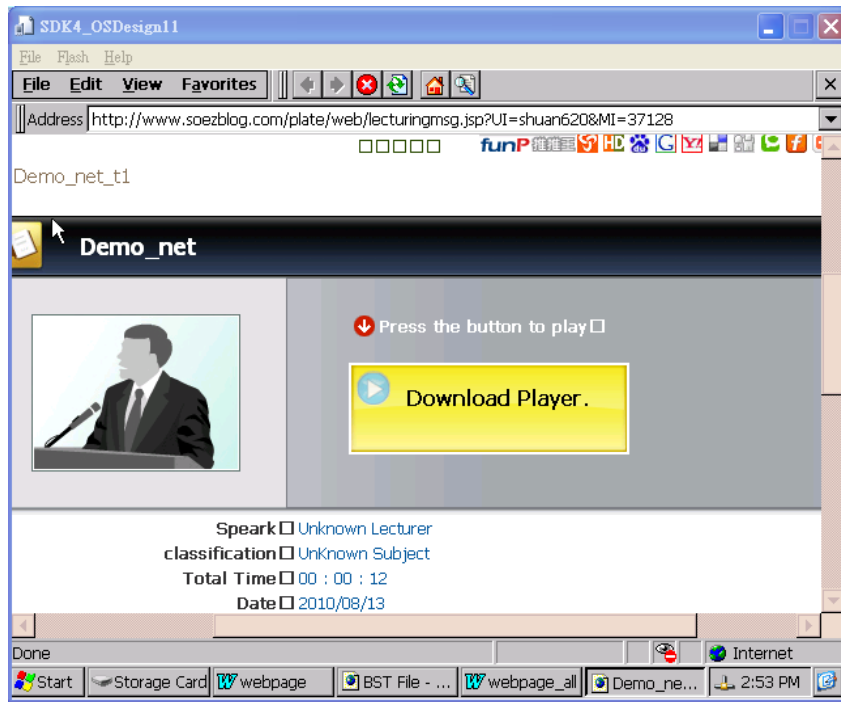 SDK4_OSDesign11
File Flash Help
File Edit View Favorites
Address http://www.soezblog.com/plate/web/lecturingmsg.jsp?UI=shuan620&MI=37128
□□□□□ funP HD G Y!
Demo_net_t1
Demo_net
Press the button to play□
Download Player.
Speark□ Unknown Lecturer
classification□ UnKnown Subject
Total Time□ 00 : 00 : 12
Date□ 2010/08/13
Done Internet
Start Storage Card webpage BST File - ... webpage_all Demo_ne... 2:53 PM